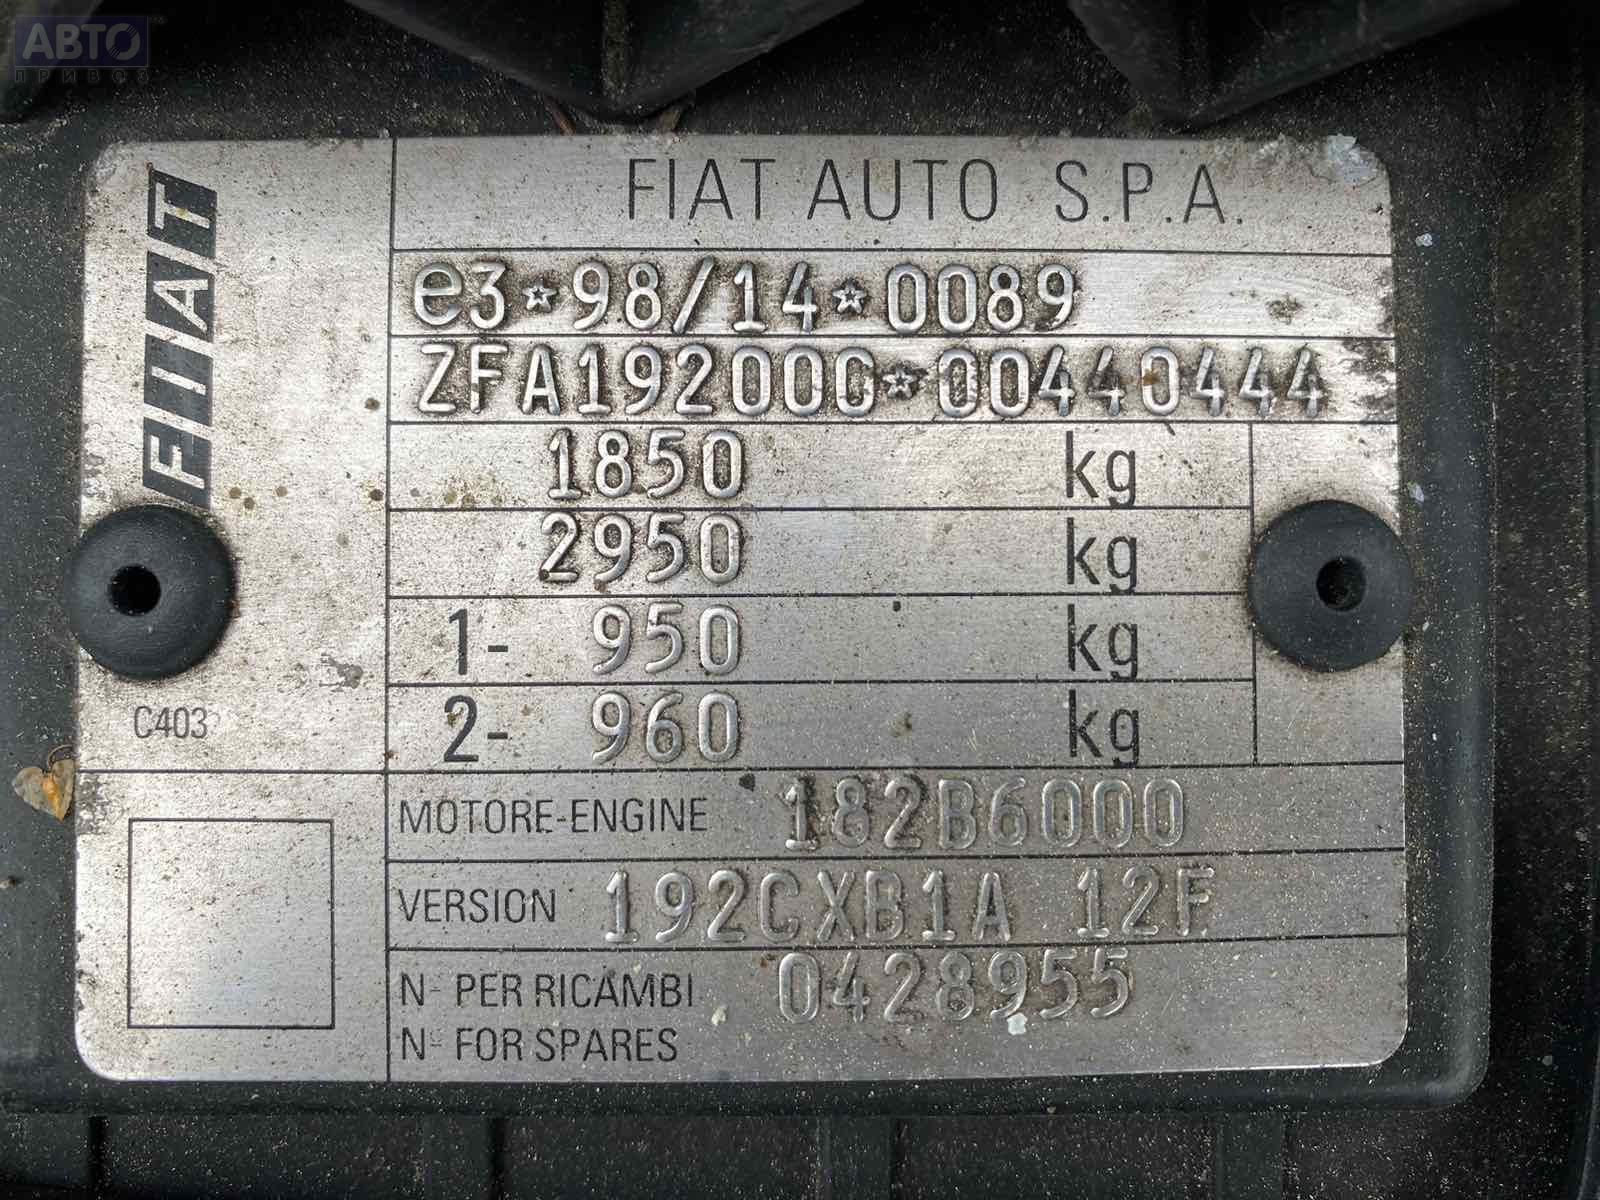 АВТО
ПРИВОЗ
FIAT
FIAT AUTO S.P.A.
e3*98/14*0089
ZFA19200C*00440444
1850 kg
2950 kg
1- 950 kg
2- 960 kg
C403
MOTORE-ENGINE 182B6000
VERSION 192CXB1A 12F
N° PER RICAMBI 0428955
N° FOR SPARES